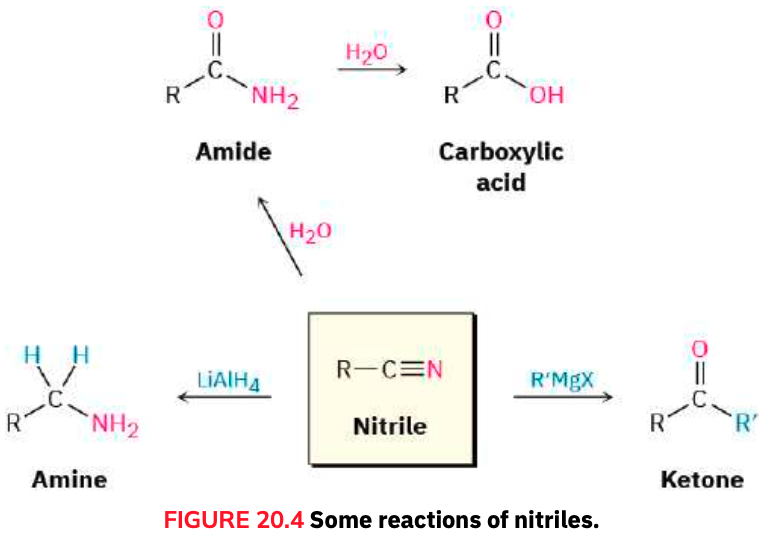 O O
C H₂O C
R NH₂ R OH
Amide Carboxylic
acid
H₂O
H H O
LiAlH₄ R—C≡N R′MgX
C C
R NH₂ Nitrile R R′
Amine Ketone
FIGURE 20.4 Some reactions of nitriles.